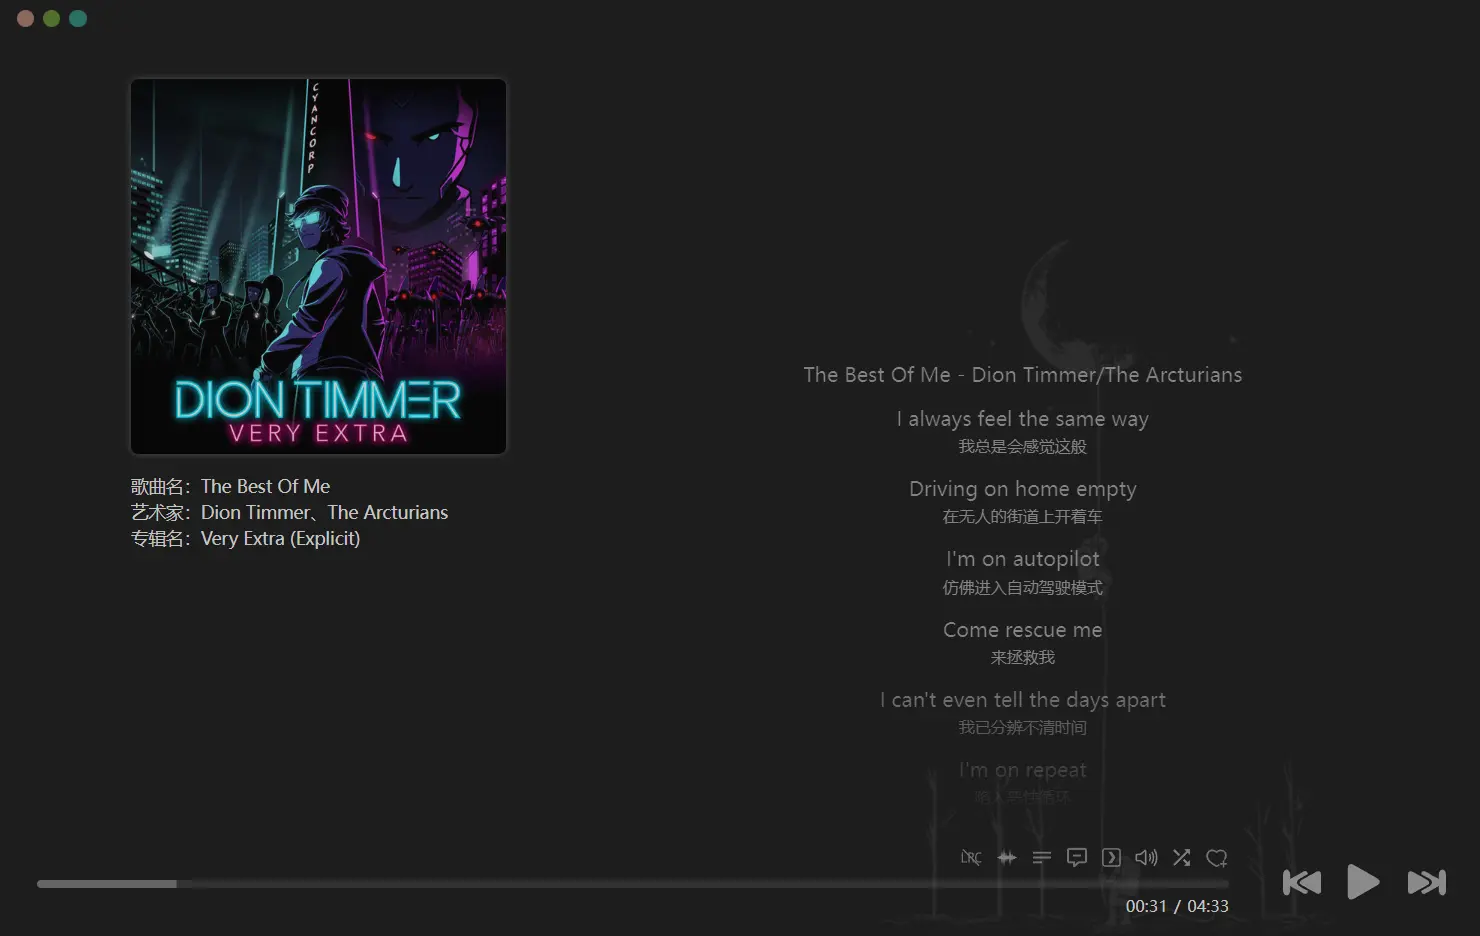 CYANCORP
DION TIMMER
VERY EXTRA
歌曲名：The Best Of Me
艺术家：Dion Timmer、The Arcturians
专辑名：Very Extra (Explicit)
The Best Of Me - Dion Timmer/The Arcturians
I always feel the same way
我总是会感觉这般
Driving on home empty
在无人的街道上开着车
I'm on autopilot
仿佛进入自动驾驶模式
Come rescue me
来拯救我
I can't even tell the days apart
我已分辨不清时间
I'm on repeat
LRC
00:31 / 04:33